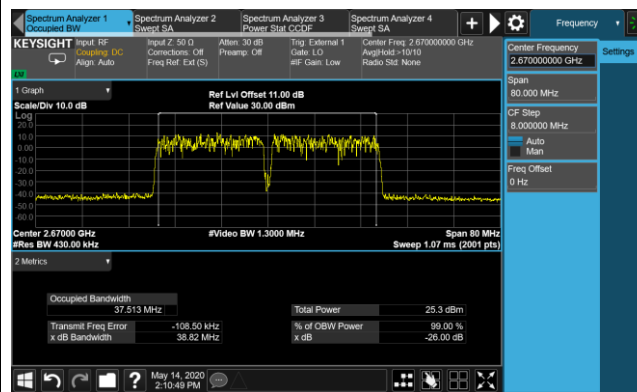 Spectrum Analyzer 1
Occupied BW
Spectrum Analyzer 2
Swept SA
Spectrum Analyzer 3
Power Stat CCDF
Spectrum Analyzer 4
Swept SA
Frequency
KEYSIGHT
Input: RF
Coupling: DC
Align: Auto
Input Z: 50 Ω
Corrections: Off
Freq Ref: Ext (S)
Atten: 30 dB
Preamp: Off
Trig: External 1
Gate: LO
#IF Gain: Low
Center Freq: 2.670000000 GHz
Avg|Hold:>10/10
Radio Std: None
Center Frequency
2.670000000 GHz
Settings
Span
80.000 MHz
CF Step
8.000000 MHz
Auto
Man
Freq Offset
0 Hz
1 Graph
Scale/Div 10.0 dB
Ref Lvl Offset 11.00 dB
Ref Value 30.00 dBm
Log
20.0
10.0
0.00
-10.0
-20.0
-30.0
-40.0
-50.0
-60.0
Center 2.67000 GHz
#Res BW 430.00 kHz
#Video BW 1.3000 MHz
Span 80 MHz
Sweep 1.07 ms (2001 pts)
2 Metrics
Occupied Bandwidth
37.513 MHz
Total Power 25.3 dBm
Transmit Freq Error -108.50 kHz
% of OBW Power 99.00 %
x dB Bandwidth 38.82 MHz
x dB -26.00 dB
?
May 14, 2020
2:10:49 PM